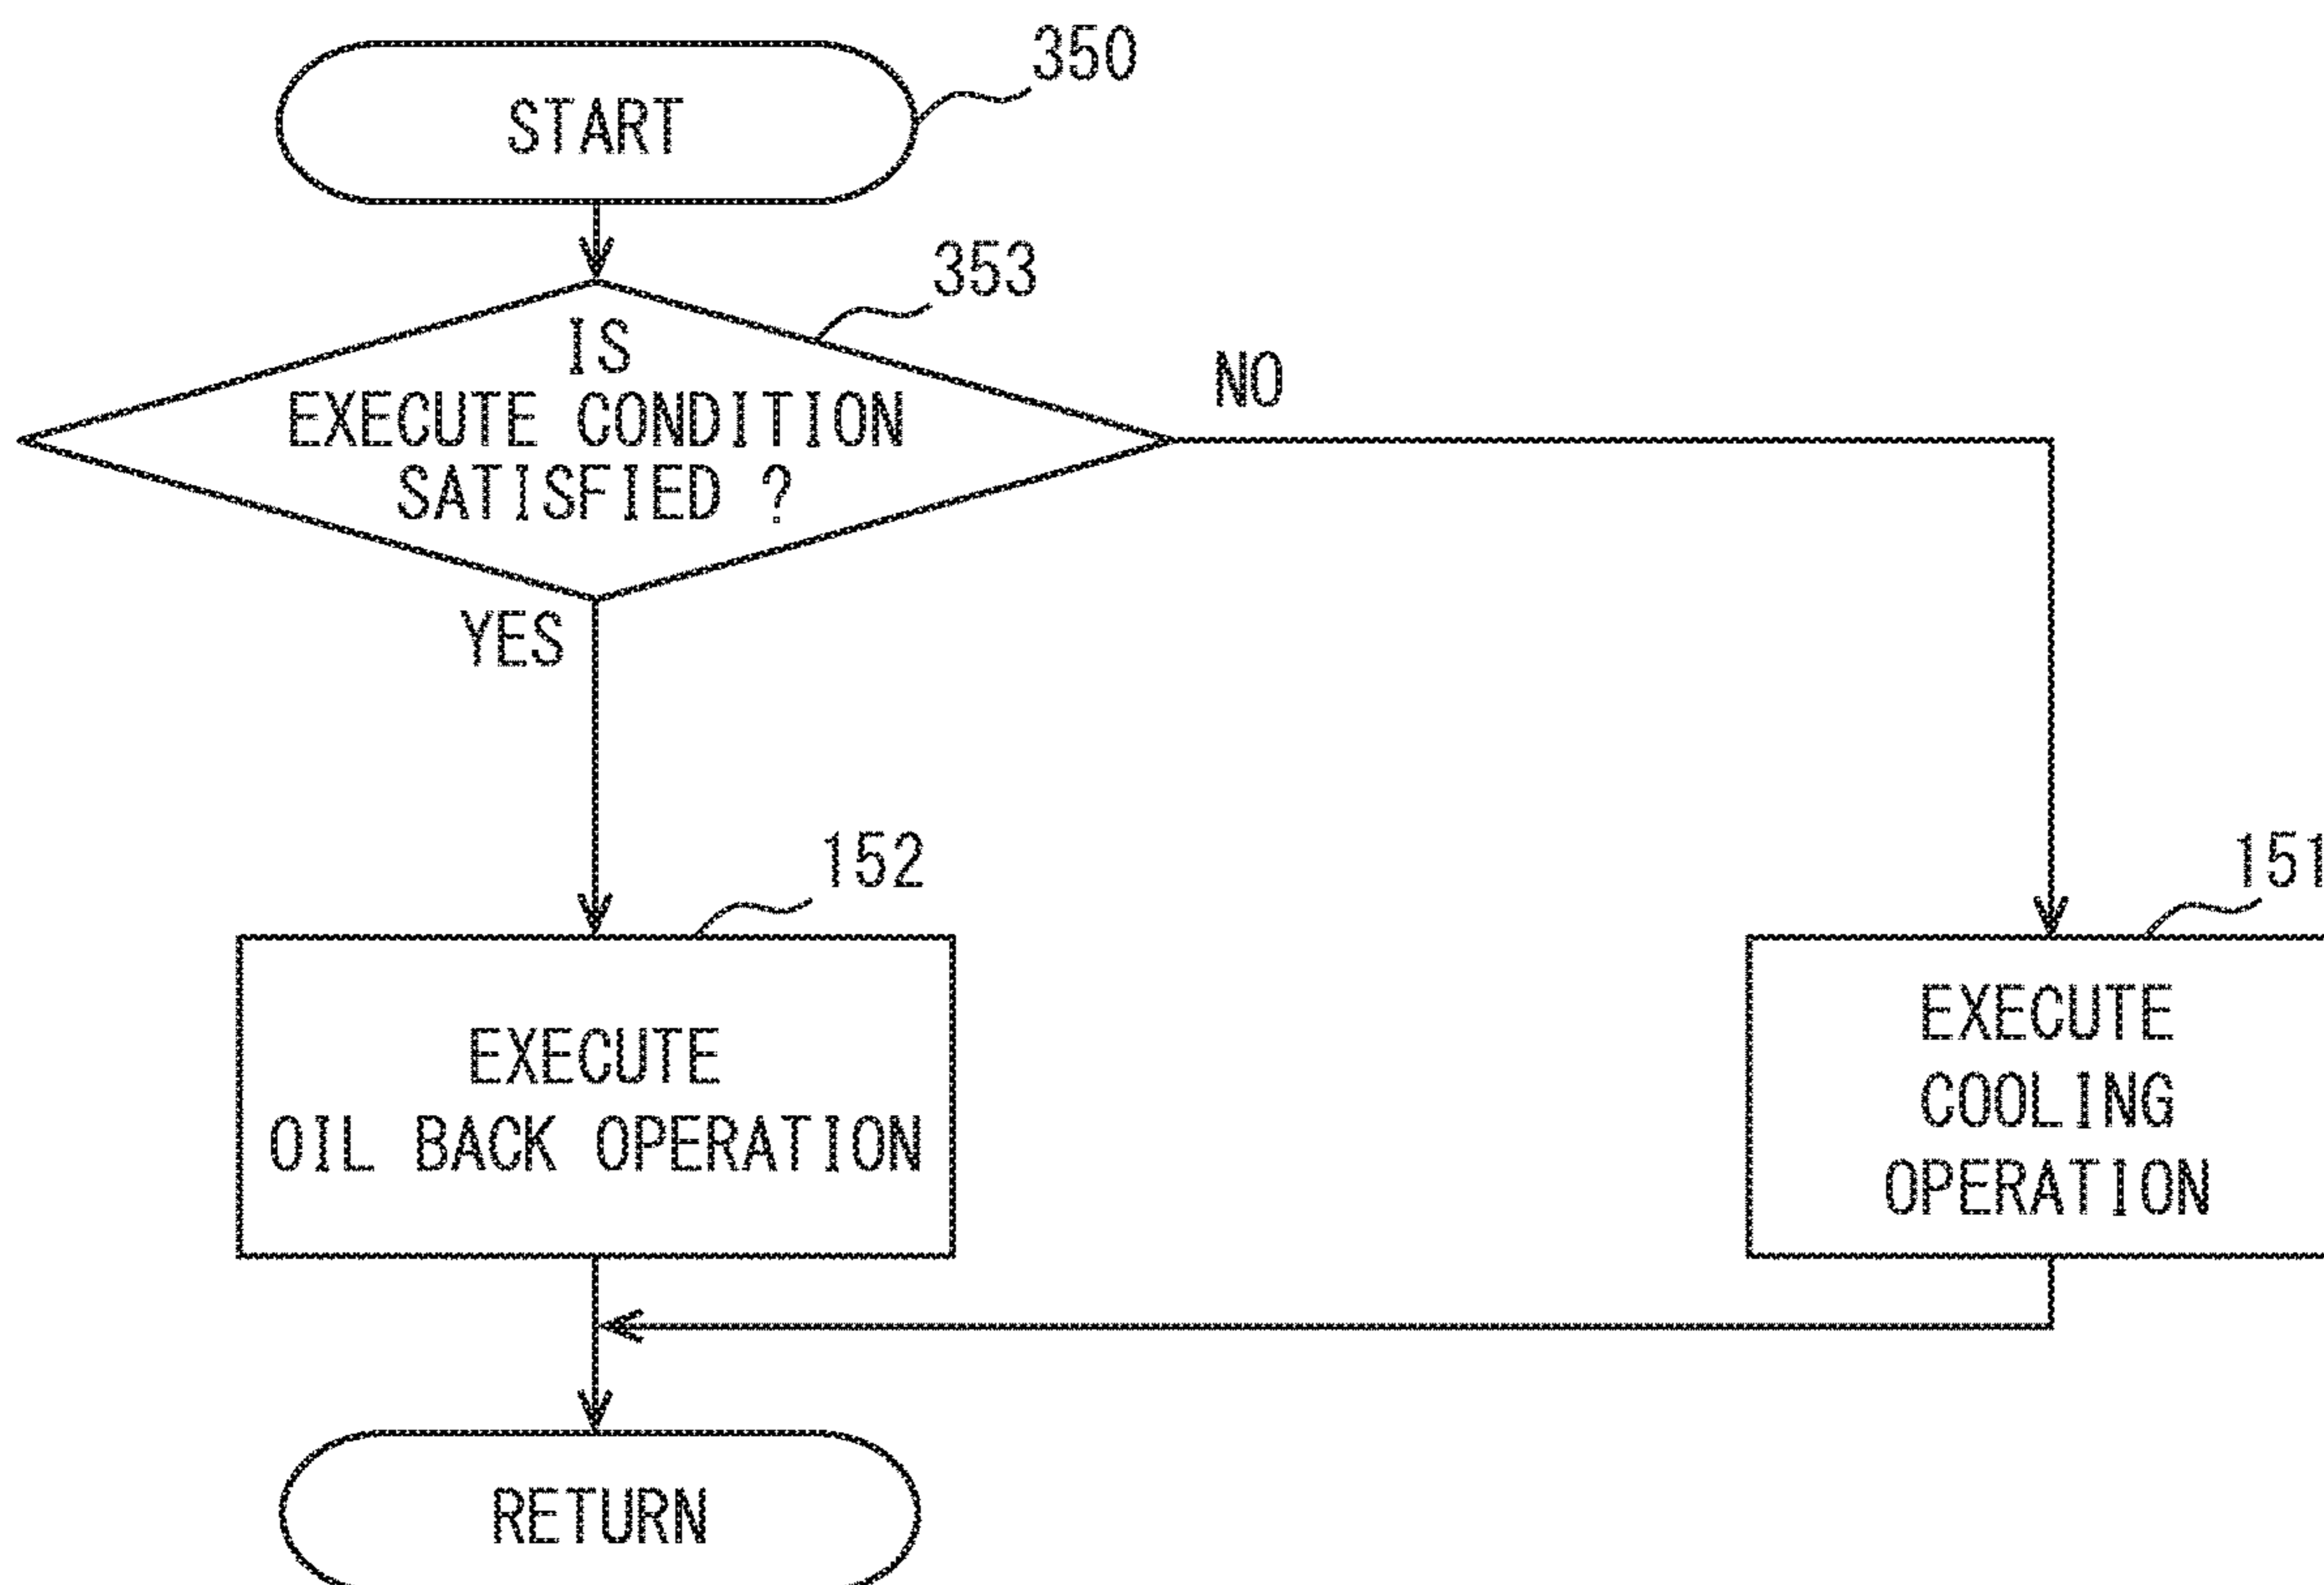 350
START
353
IS
EXECUTE CONDITION
SATISFIED ?
NO
YES
152
151
EXECUTE
OIL BACK OPERATION
EXECUTE
COOLING
OPERATION
RETURN